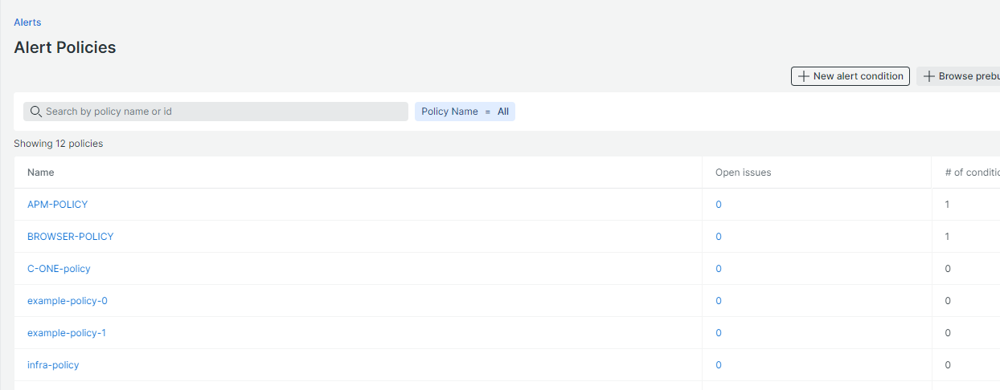 Alerts
Alert Policies
New alert condition Browse prebu
Search by policy name or id Policy Name = All
Showing 12 policies
Name Open issues # of conditio
APM-POLICY 0 1
BROWSER-POLICY 0 1
C-ONE-policy 0 0
example-policy-0 0 0
example-policy-1 0 0
infra-policy 0 0